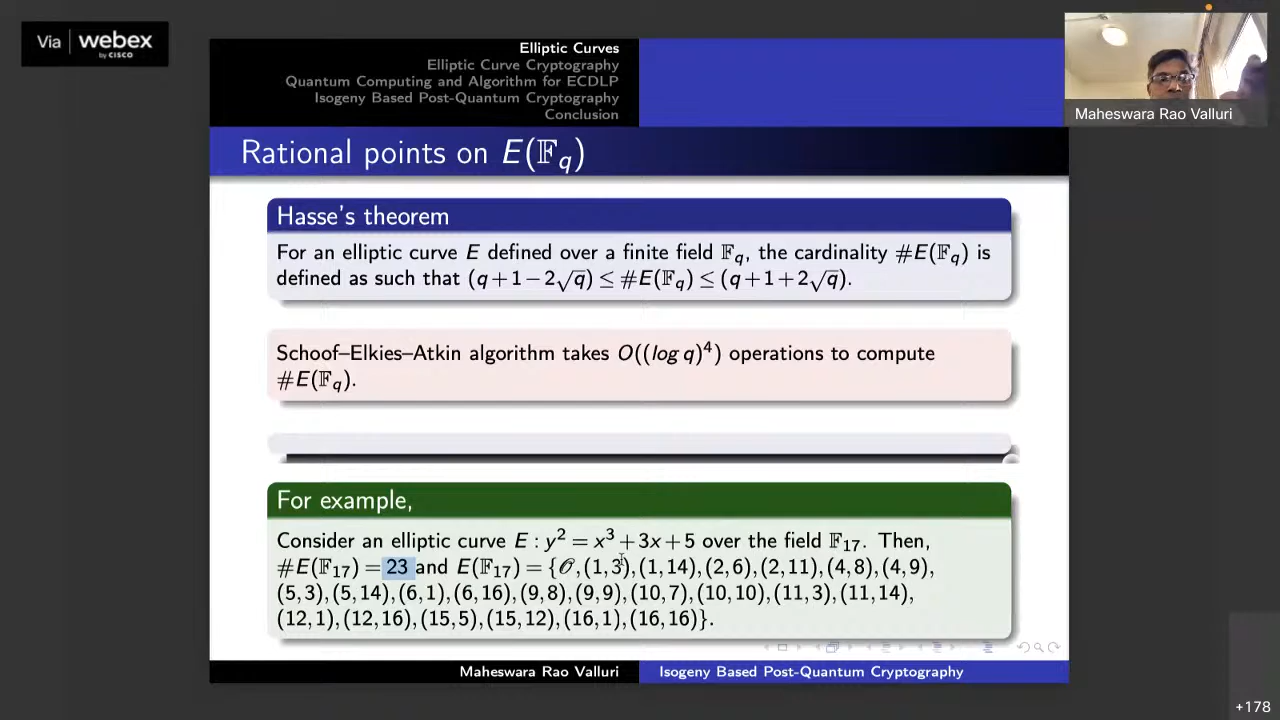 Via webex
by CISCO
Elliptic Curves
Elliptic Curve Cryptography
Quantum Computing and Algorithm for ECDLP
Isogeny Based Post-Quantum Cryptography
Conclusion
Maheswara Rao Valluri
Rational points on E(𝔽q)
Hasse's theorem
For an elliptic curve E defined over a finite field 𝔽q, the cardinality #E(𝔽q) is
defined as such that (q+1−2√q) ≤ #E(𝔽q) ≤ (q+1+2√q).
Schoof–Elkies–Atkin algorithm takes O((log q)⁴) operations to compute
#E(𝔽q).
For example,
Consider an elliptic curve E : y² = x³ + 3x + 5 over the field 𝔽₁₇. Then,
#E(𝔽₁₇) = 23 and E(𝔽₁₇) = {𝒪, (1,3), (1,14), (2,6), (2,11), (4,8), (4,9),
(5,3), (5,14), (6,1), (6,16), (9,8), (9,9), (10,7), (10,10), (11,3), (11,14),
(12,1), (12,16), (15,5), (15,12), (16,1), (16,16)}.
Maheswara Rao Valluri Isogeny Based Post-Quantum Cryptography
+178